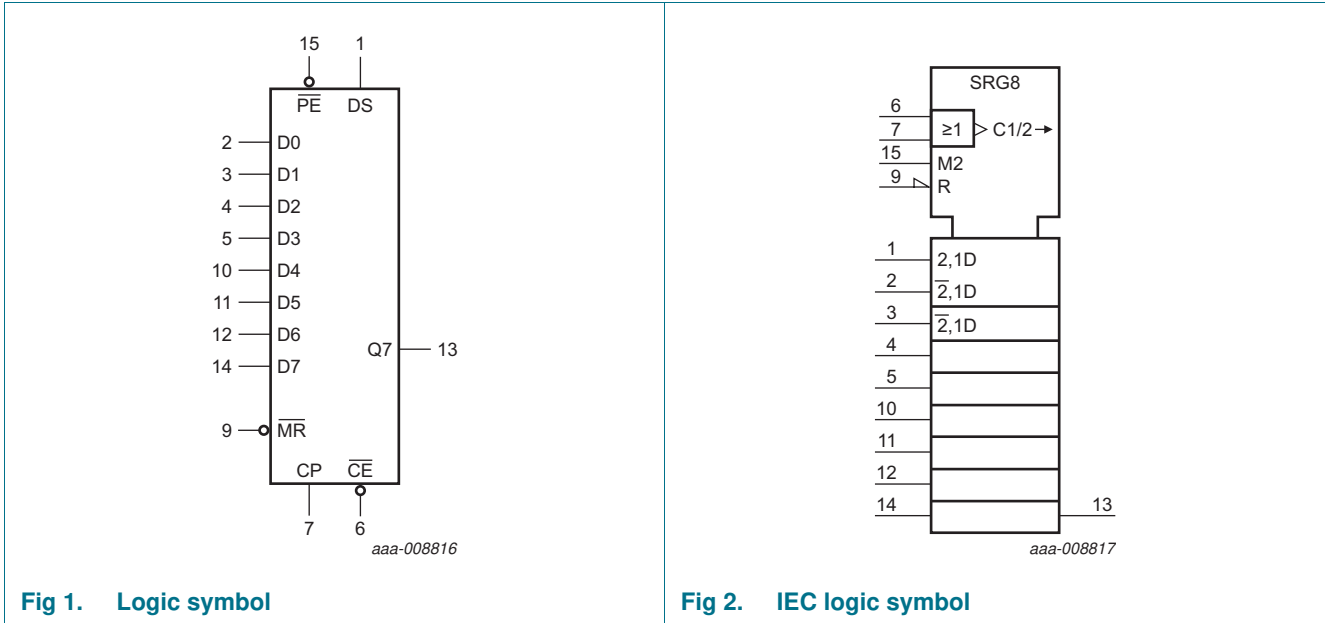 15 1
P̅E̅ DS
2 D0
3 D1
4 D2
5 D3
10 D4
11 D5
12 D6
14 D7
Q7 13
9 M̅R̅
CP C̅E̅
7 6
aaa-008816
Fig 1. Logic symbol
SRG8
6
7 ≥1 C1/2
15 M2
9 R
1 2,1D
2 2̅,1D
3 2̅,1D
4
5
10
11
12
14 13
aaa-008817
Fig 2. IEC logic symbol